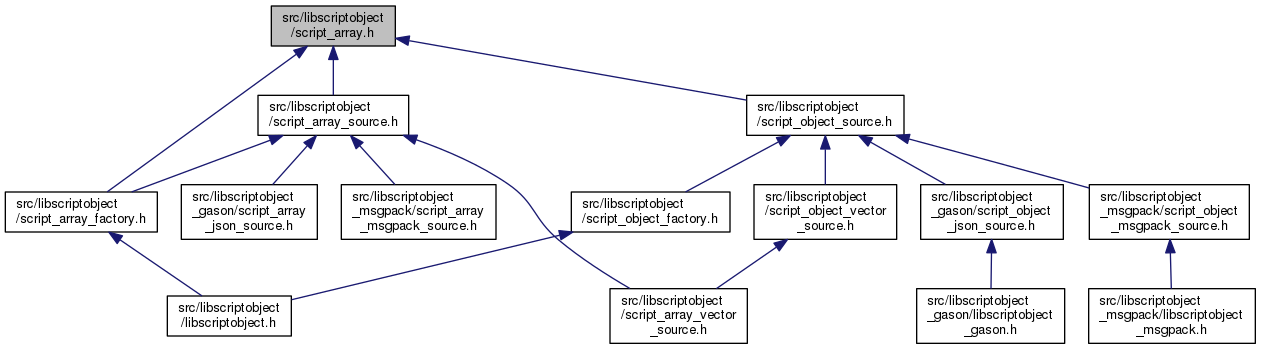 src/libscriptobject
/script_array.h
src/libscriptobject
/script_array_source.h
src/libscriptobject
/script_object_source.h
src/libscriptobject
/script_array_factory.h
src/libscriptobject
_gason/script_array
_json_source.h
src/libscriptobject
_msgpack/script_array
_msgpack_source.h
src/libscriptobject
/script_object_factory.h
src/libscriptobject
/script_object_vector
_source.h
src/libscriptobject
_gason/script_object
_json_source.h
src/libscriptobject
_msgpack/script_object
_msgpack_source.h
src/libscriptobject
/libscriptobject.h
src/libscriptobject
/script_array_vector
_source.h
src/libscriptobject
_gason/libscriptobject
_gason.h
src/libscriptobject
_msgpack/libscriptobject
_msgpack.h